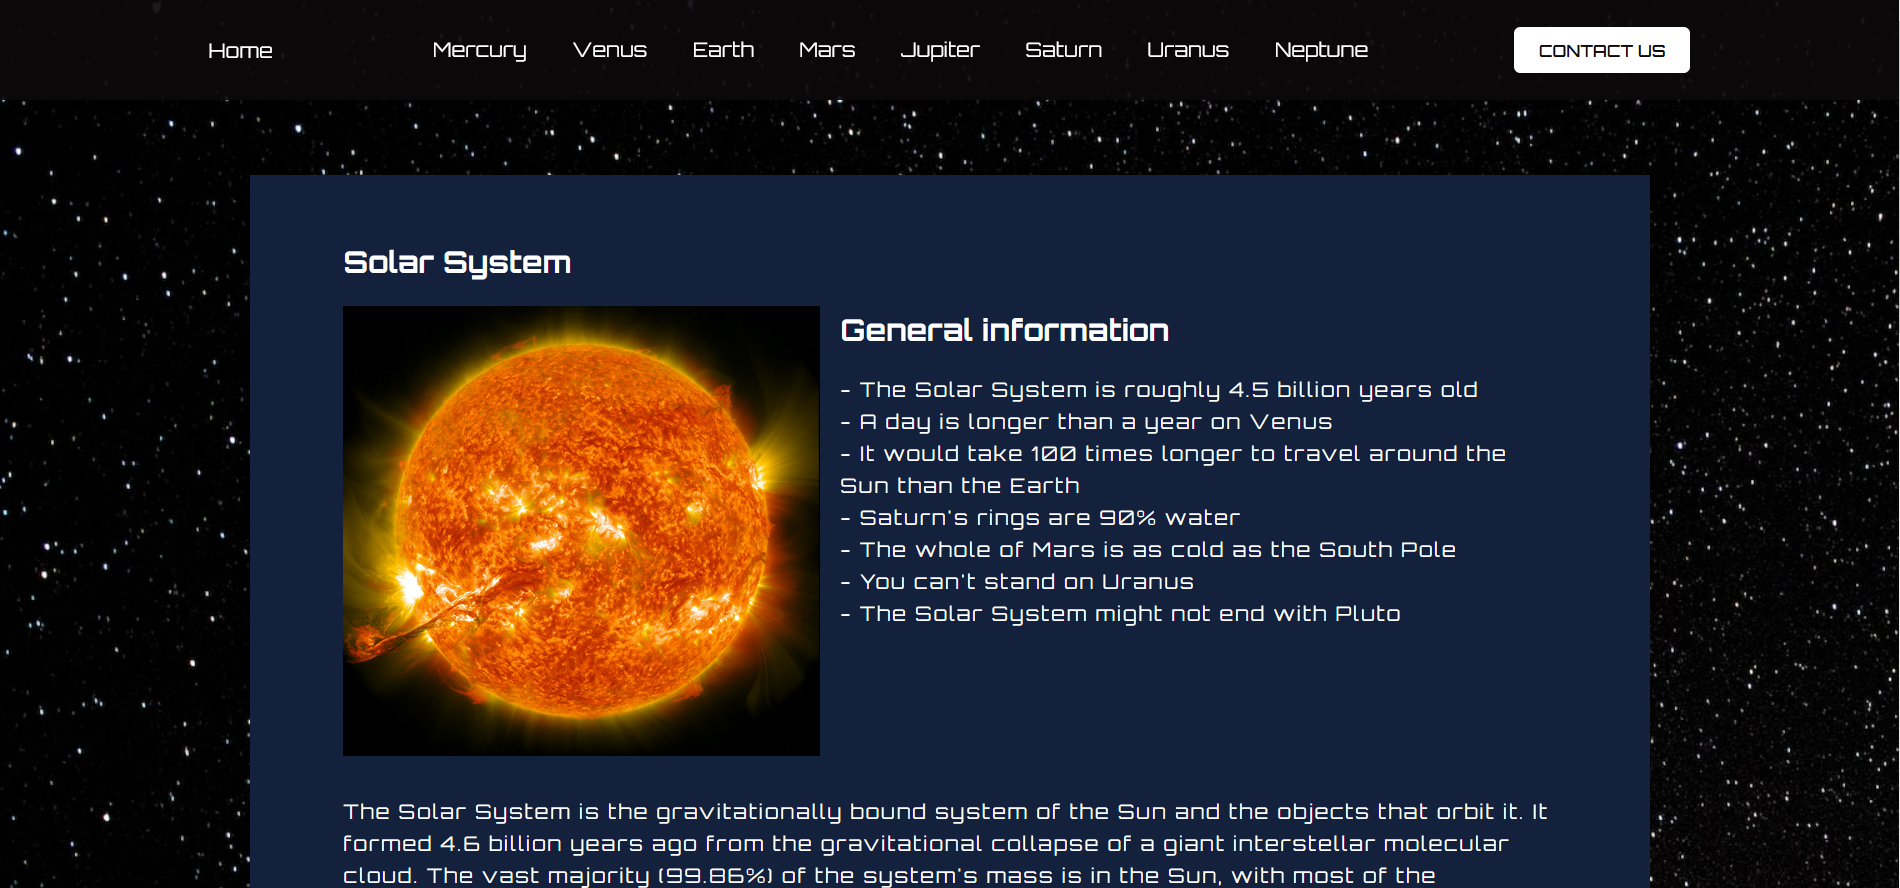 Home Mercury Venus Earth Mars Jupiter Saturn Uranus Neptune CONTACT US
Solar System
General information
- The Solar System is roughly 4.5 billion years old
- A day is longer than a year on Venus
- It would take 100 times longer to travel around the
Sun than the Earth
- Saturn's rings are 90% water
- The whole of Mars is as cold as the South Pole
- You can't stand on Uranus
- The Solar System might not end with Pluto
The Solar System is the gravitationally bound system of the Sun and the objects that orbit it. It
formed 4.6 billion years ago from the gravitational collapse of a giant interstellar molecular
cloud. The vast majority (99.86%) of the system's mass is in the Sun, with most of the